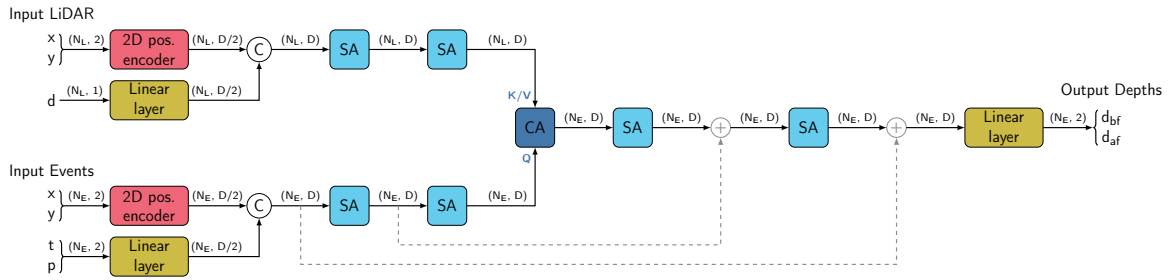 Input LiDAR
x
y
(N_L, 2)
2D pos.
encoder
(N_L, D/2)
C
(N_L, D)
SA
(N_L, D)
SA
(N_L, D)
d
(N_L, 1)
Linear
layer
(N_L, D/2)
K/V
CA
Q
(N_E, D)
SA
(N_E, D)
+
(N_E, D)
SA
(N_E, D)
+
(N_E, D)
Linear
layer
(N_E, 2)
Output Depths
d_bf
d_af
Input Events
x
y
(N_E, 2)
2D pos.
encoder
(N_E, D/2)
C
(N_E, D)
SA
(N_E, D)
SA
(N_E, D)
t
p
(N_E, 2)
Linear
layer
(N_E, D/2)